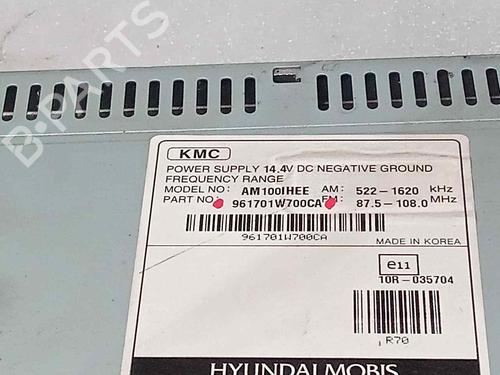 B-PARTS
KMC
POWER SUPPLY 14.4V DC NEGATIVE GROUND
FREQUENCY RANGE
MODEL NO: AM100IHEE AM: 522-1620 kHz
PART NO: 961701W700CA FM: 87.5-108.0 MHz
961701W700CA
MADE IN KOREA
e11
10R-035704
R70
HYUNDAI MOBIS